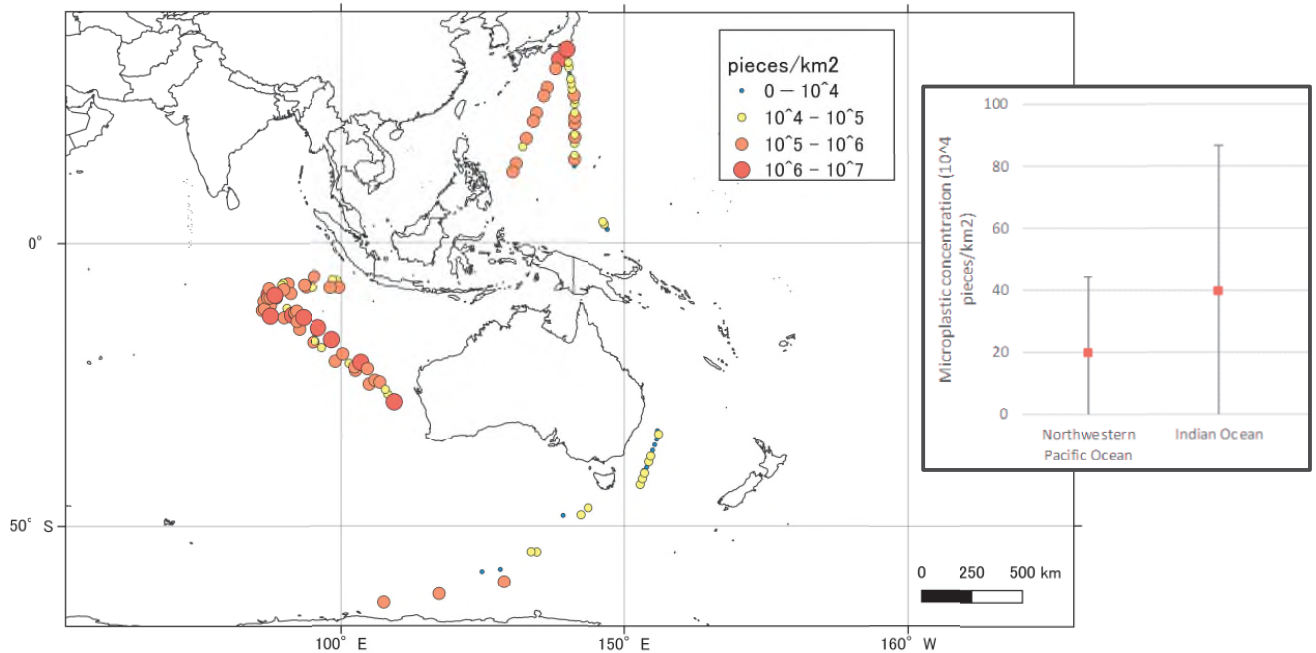 pieces/km2
0 − 10^4
10^4 − 10^5
10^5 − 10^6
10^6 − 10^7
0°
50° S
100° E
150° E
160° W
0 250 500 km
Microplastic concentration (10^4
pieces/km2)
100
80
60
40
20
0
Northwestern
Pacific Ocean
Indian Ocean